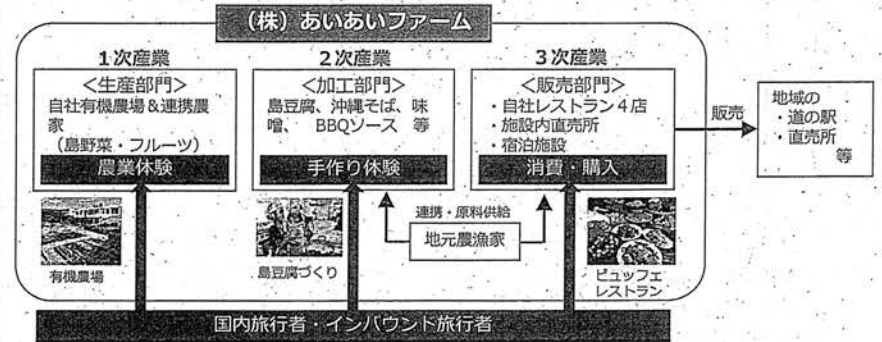 (株)あいあいファーム
1次産業
<生産部門>
自社有機農場&連携農
家
(島野菜・フルーツ)
農業体験
有機農場
2次産業
<加工部門>
島豆腐、沖縄そば、味
噌、 BBQソース 等
手作り体験
島豆腐づくり
3次産業
<販売部門>
・自社レストラン4店
・施設内直売所
・宿泊施設
消費・購入
連携・原料供給
地元農漁家
ビュッフェ
レストラン
販売
地域の
・道の駅
・直売所
等
国内旅行者・インバウンド旅行者